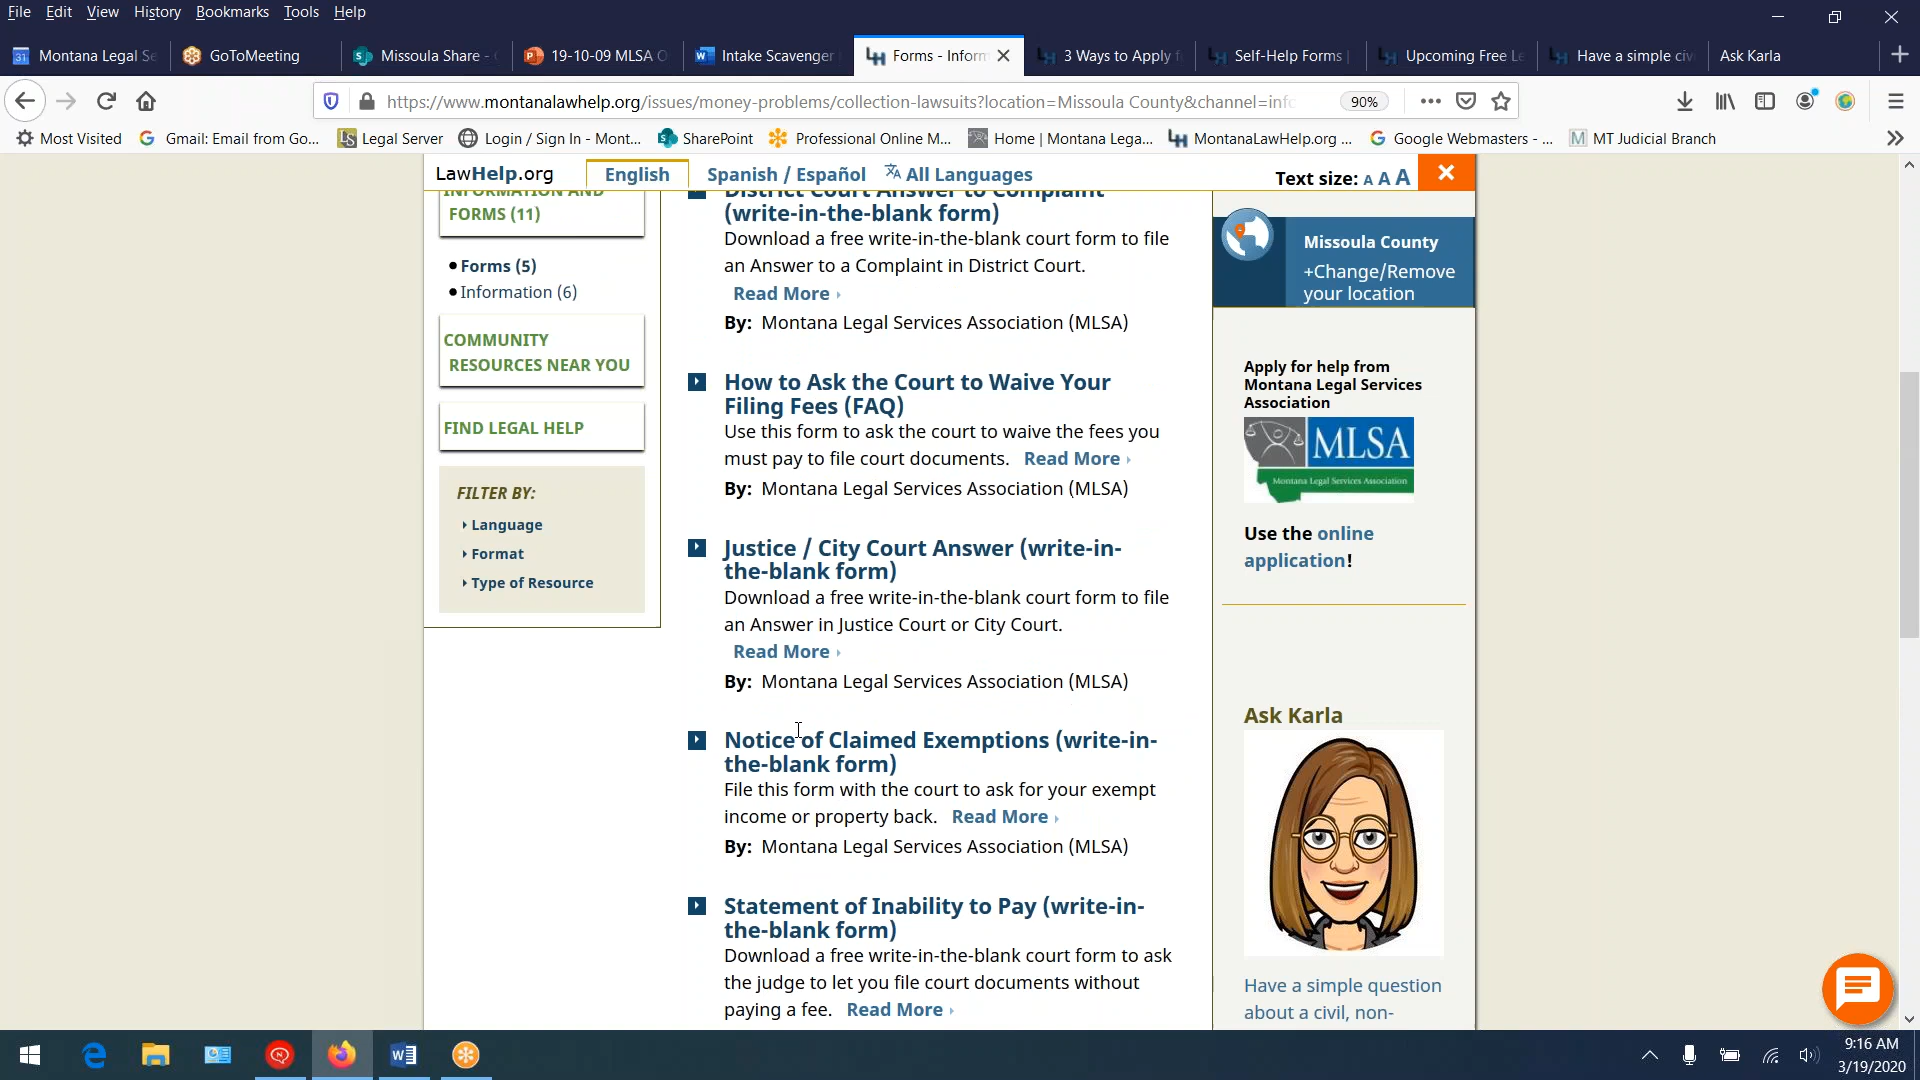 File Edit View History Bookmarks Tools Help
31 Montana Legal Se
GoToMeeting
Missoula Share -
19-10-09 MLSA O
Intake Scavenger
Forms - Inform
3 Ways to Apply f
Self-Help Forms |
Upcoming Free Le
Have a simple civ
Ask Karla
https://www.montanalawhelp.org/issues/money-problems/collection-lawsuits?location=Missoula County&channel=info
90%
Most Visited
Gmail: Email from Go...
Legal Server
Login / Sign In - Mont...
SharePoint
Professional Online M...
Home | Montana Lega...
MontanaLawHelp.org ...
Google Webmasters - ...
MT Judicial Branch
LawHelp.org
English
Spanish / Español
All Languages
Text size: A A A
INFORMATION AND
FORMS (11)
Forms (5)
Information (6)
COMMUNITY
RESOURCES NEAR YOU
FIND LEGAL HELP
FILTER BY:
Language
Format
Type of Resource
District Court Answer to Complaint
(write-in-the-blank form)
Download a free write-in-the-blank court form to file
an Answer to a Complaint in District Court.
Read More
By: Montana Legal Services Association (MLSA)
How to Ask the Court to Waive Your
Filing Fees (FAQ)
Use this form to ask the court to waive the fees you
must pay to file court documents. Read More
By: Montana Legal Services Association (MLSA)
Justice / City Court Answer (write-in-
the-blank form)
Download a free write-in-the-blank court form to file
an Answer in Justice Court or City Court.
Read More
By: Montana Legal Services Association (MLSA)
Notice of Claimed Exemptions (write-in-
the-blank form)
File this form with the court to ask for your exempt
income or property back. Read More
By: Montana Legal Services Association (MLSA)
Statement of Inability to Pay (write-in-
the-blank form)
Download a free write-in-the-blank court form to ask
the judge to let you file court documents without
paying a fee. Read More
Missoula County
+Change/Remove
your location
Apply for help from
Montana Legal Services
Association
MLSA
Montana Legal Services Association
Use the online
application!
Ask Karla
Have a simple question
about a civil, non-
9:16 AM
3/19/2020